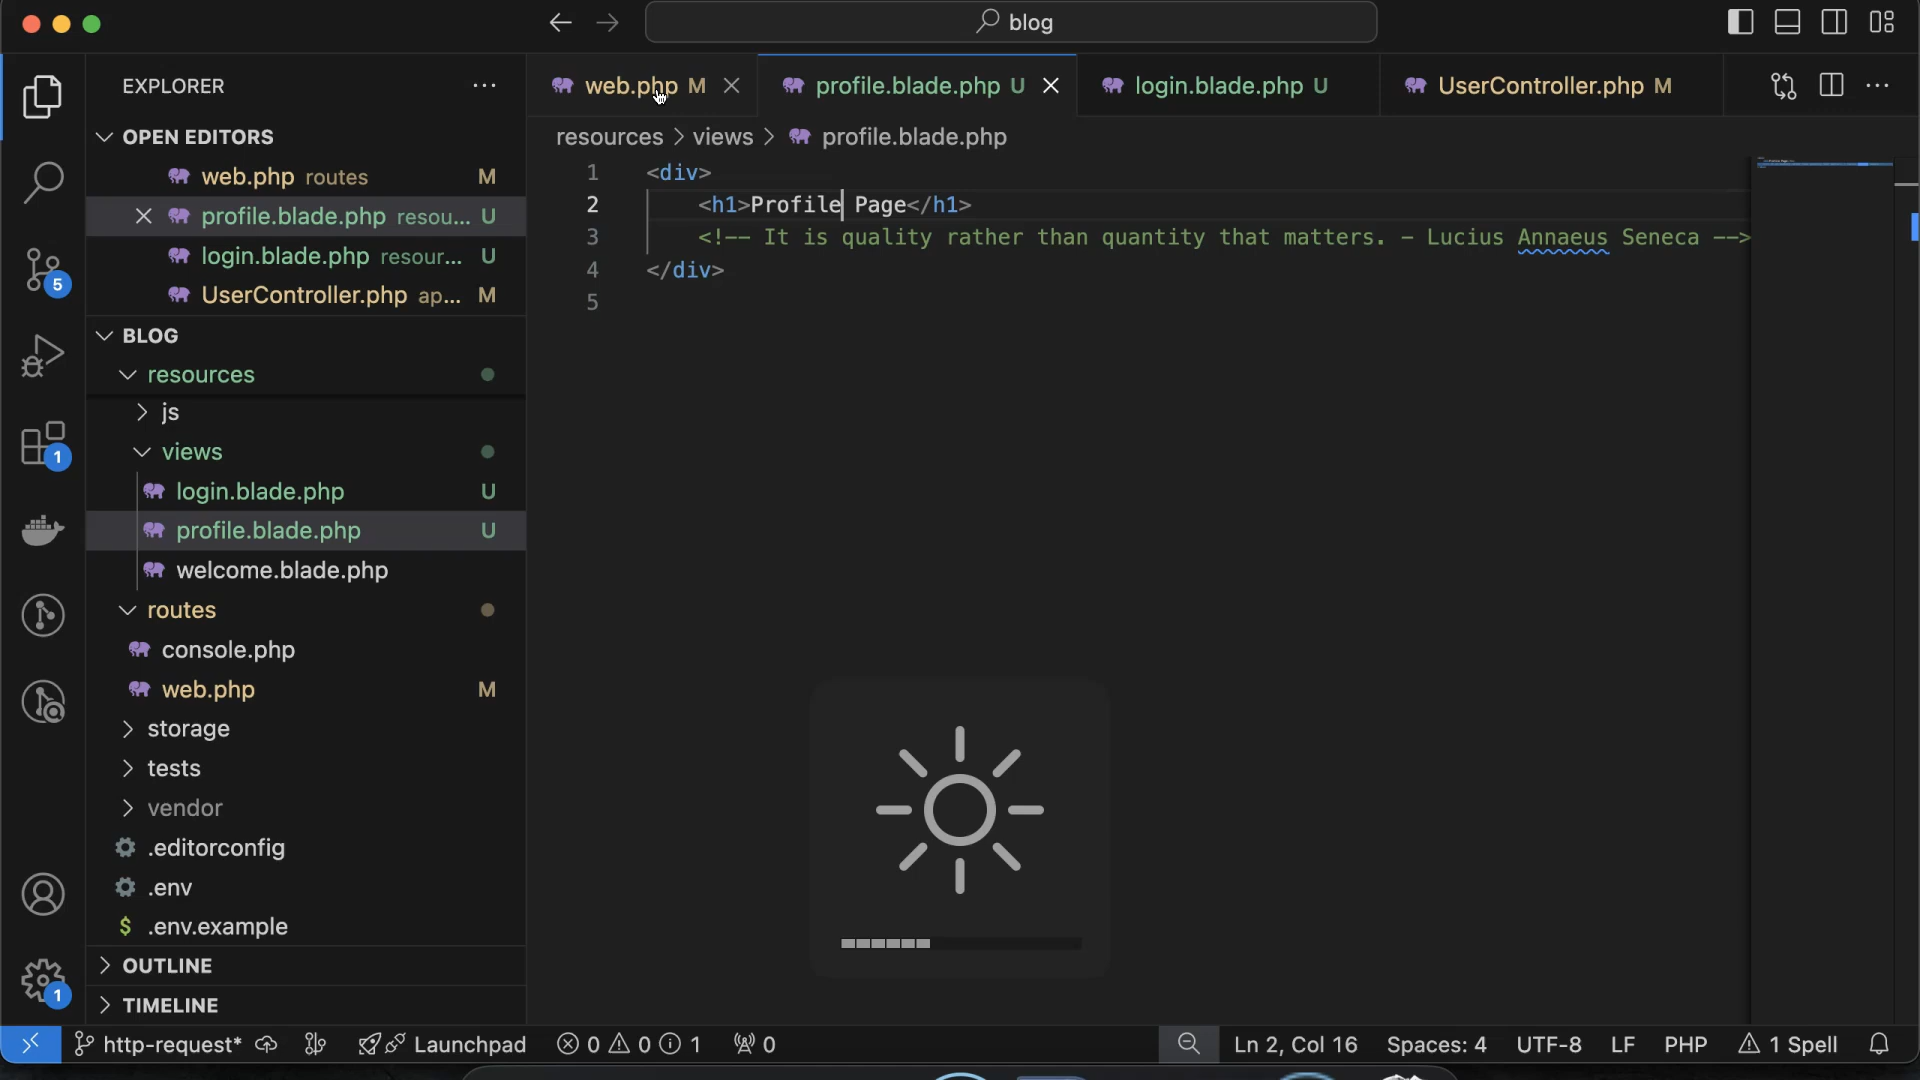 blog
EXPLORER
OPEN EDITORS
web.php routes M
profile.blade.php resou... U
login.blade.php resour... U
UserController.php ap... M
BLOG
resources
js
views
login.blade.php U
profile.blade.php U
welcome.blade.php
routes
console.php
web.php M
storage
tests
vendor
.editorconfig
.env
$ .env.example
OUTLINE
TIMELINE
5
1
1
web.php M
profile.blade.php U
login.blade.php U
UserController.php M
resources > views > profile.blade.php
1 <div>
2 <h1>Profile Page</h1>
3 <!-- It is quality rather than quantity that matters. - Lucius Annaeus Seneca -->
4 </div>
5
http-request* Launchpad 0 0 1 0 Ln 2, Col 16 Spaces: 4 UTF-8 LF PHP 1 Spell